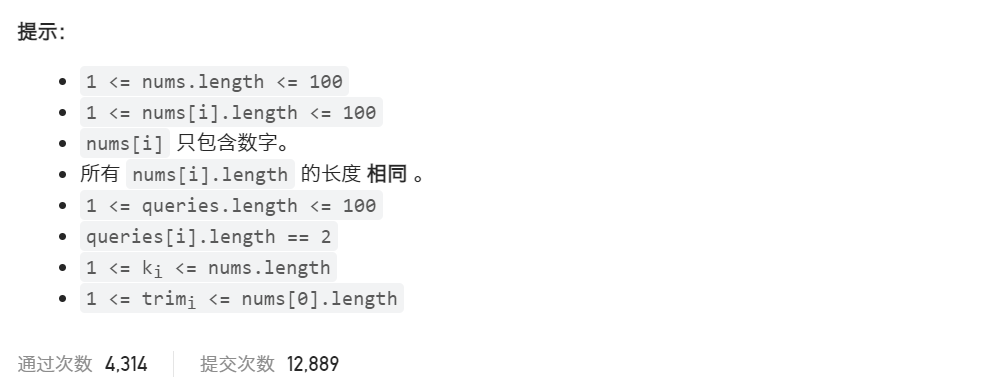 提示：
1 <= nums.length <= 100
1 <= nums[i].length <= 100
nums[i] 只包含数字。
所有 nums[i].length 的长度 相同 。
1 <= queries.length <= 100
queries[i].length == 2
1 <= kᵢ <= nums.length
1 <= trimᵢ <= nums[0].length
通过次数 4,314 提交次数 12,889